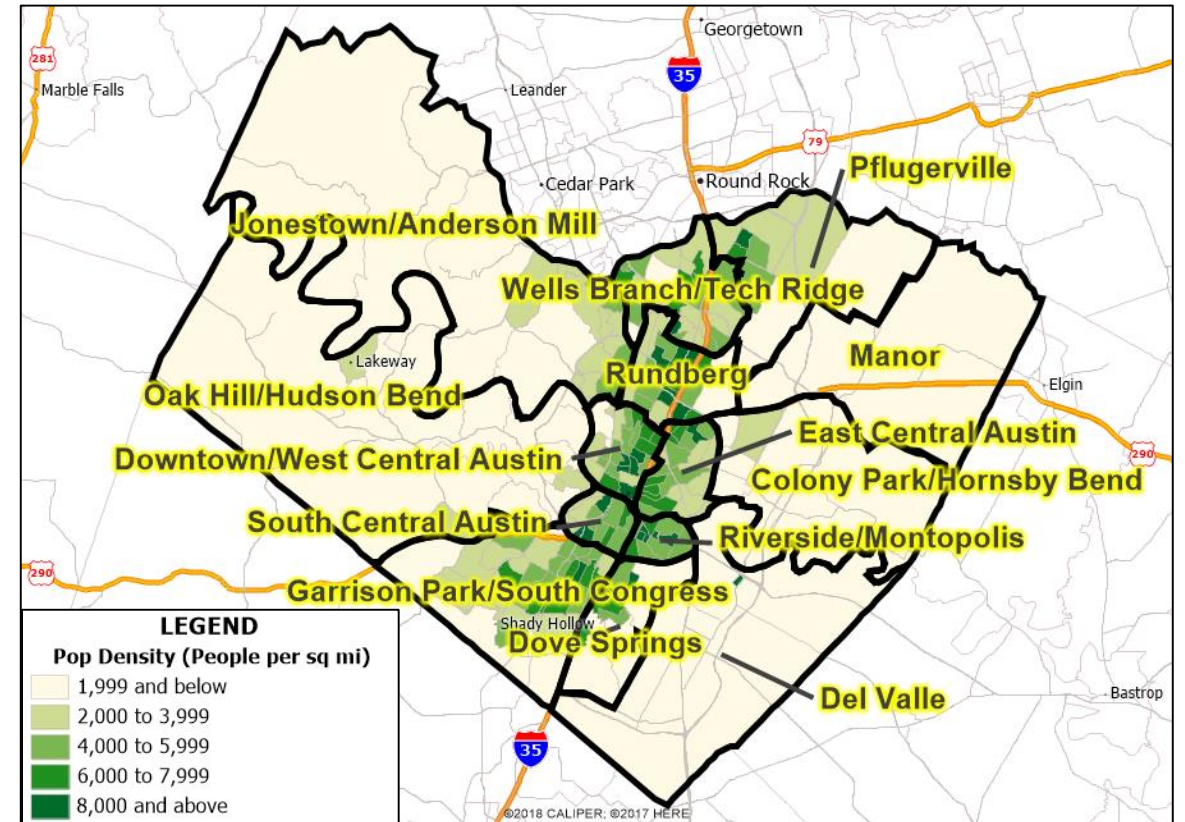 Georgetown
281
35
Marble Falls
Leander
79
Pflugerville
Cedar Park
Round Rock
Jonestown/Anderson Mill
Wells Branch/Tech Ridge
Manor
Lakeway
Rundberg
Elgin
Oak Hill/Hudson Bend
East Central Austin
Downtown/West Central Austin
290
Colony Park/Hornsby Bend
South Central Austin
Riverside/Montopolis
290
Garrison Park/South Congress
Shady Hollow
Dove Springs
Del Valle
Bastrop
35
LEGEND
Pop Density (People per sq mi)
1,999 and below
2,000 to 3,999
4,000 to 5,999
6,000 to 7,999
8,000 and above
©2018 CALIPER; ©2017 HERE